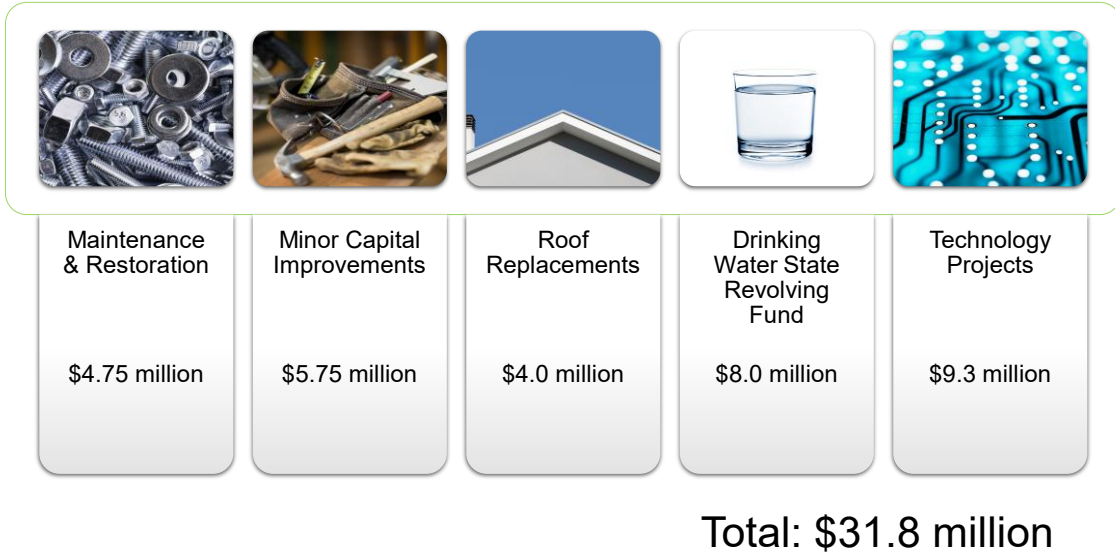 Maintenance
& Restoration
$4.75 million
Minor Capital
Improvements
$5.75 million
Roof
Replacements
$4.0 million
Drinking
Water State
Revolving
Fund
$8.0 million
Technology
Projects
$9.3 million
Total: $31.8 million